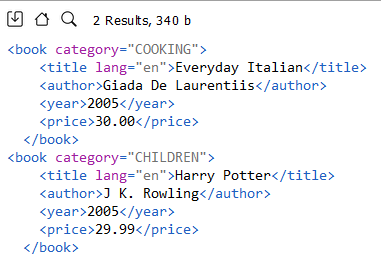 2 Results, 340 b
<book category="COOKING">
    <title lang="en">Everyday Italian</title>
    <author>Giada De Laurentiis</author>
    <year>2005</year>
    <price>30.00</price>
  </book>
<book category="CHILDREN">
    <title lang="en">Harry Potter</title>
    <author>J K. Rowling</author>
    <year>2005</year>
    <price>29.99</price>
  </book>